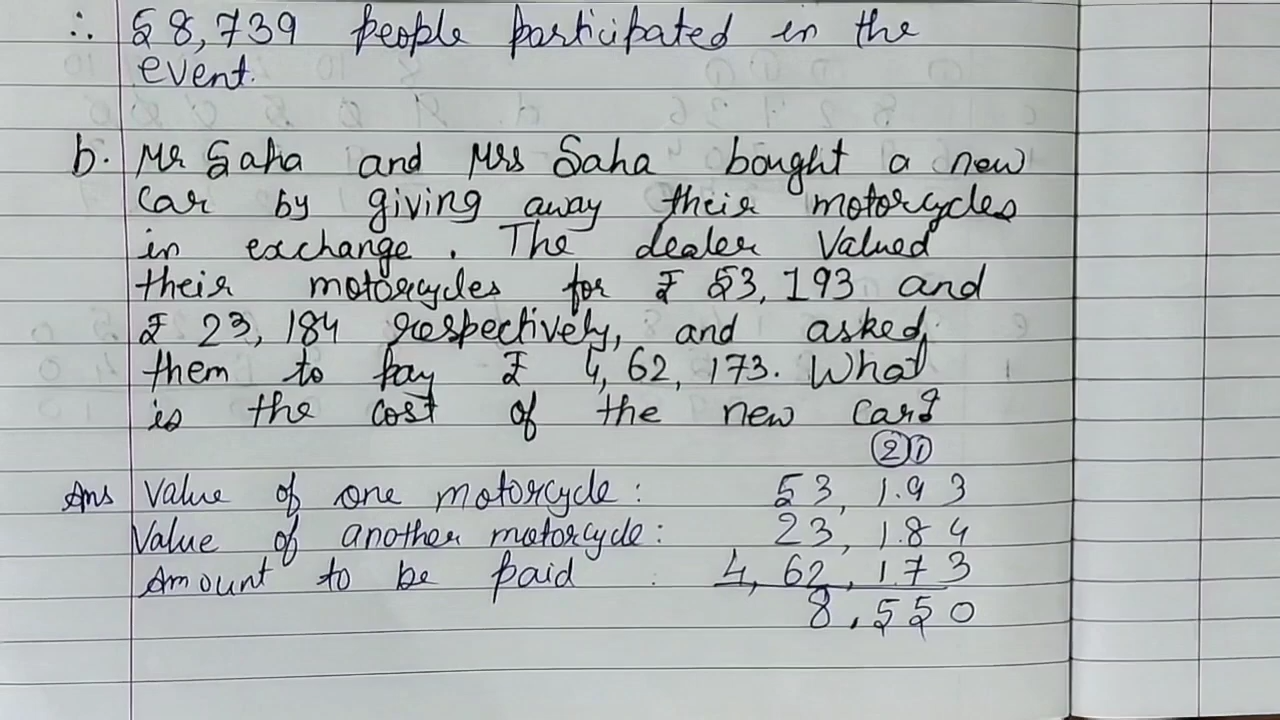 ∴ 58,739 people participated in the
event.
b. Mr Saha and Mrs Saha bought a new
car by giving away their motorcycles
in exchange. The dealer valued
their motorcycles for ₹ 53,193 and
₹ 23,184 respectively, and asked
them to pay ₹ 4,62,173. What
is the cost of the new car?
② ①
Ans Value of one motorcycle: 53,193
Value of another motorcycle: 23,184
Amount to be paid : 4,62,173
8,550